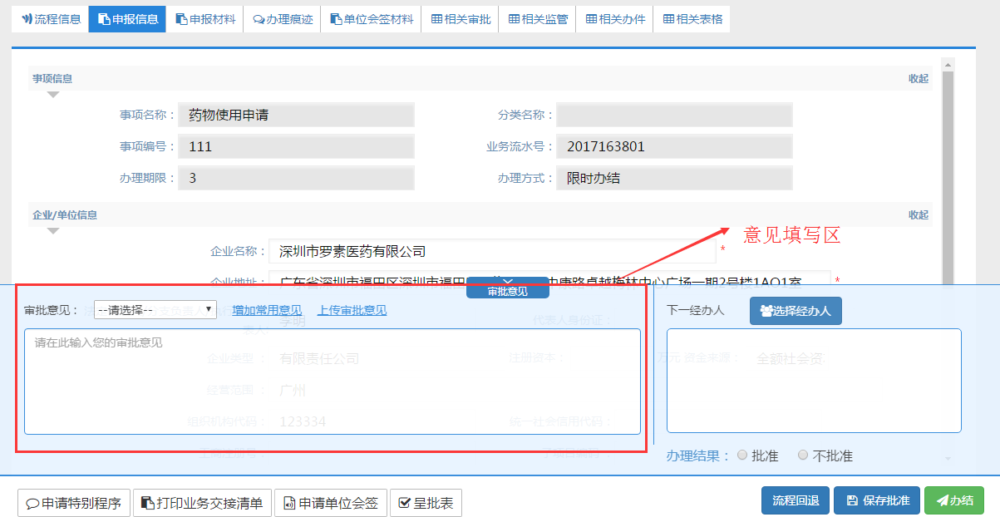 流程信息 申报信息 申报材料 办理痕迹 单位会签材料 相关审批 相关监管 相关办件 相关表格
事项信息 收起
事项名称： 药物使用申请 分类名称：
事项编号： 111 业务流水号： 2017163801
办理期限： 3 办理方式： 限时办结
企业/单位信息 收起
意见填写区
企业名称： 深圳市罗素医药有限公司 *
企业地址： 广东省深圳市福田区深圳市福田 中康路卓越梅林中心广场一期2号楼1A01室 *
审批意见
审批意见： --请选择-- 增加常用意见 上传审批意见 下一经办人 选择经办人
李明 代表人身份证：
表人：
请在此输入您的审批意见
企业类型： 有限责任公司 注册资本： 万元 资金来源： 全额社会资
经营范围： 广州
组织机构代码： 123334 统一社会信用代码：
办理结果： 批准 不批准
申请特别程序 打印业务交接清单 申请单位会签 呈批表 流程回退 保存批准 办结